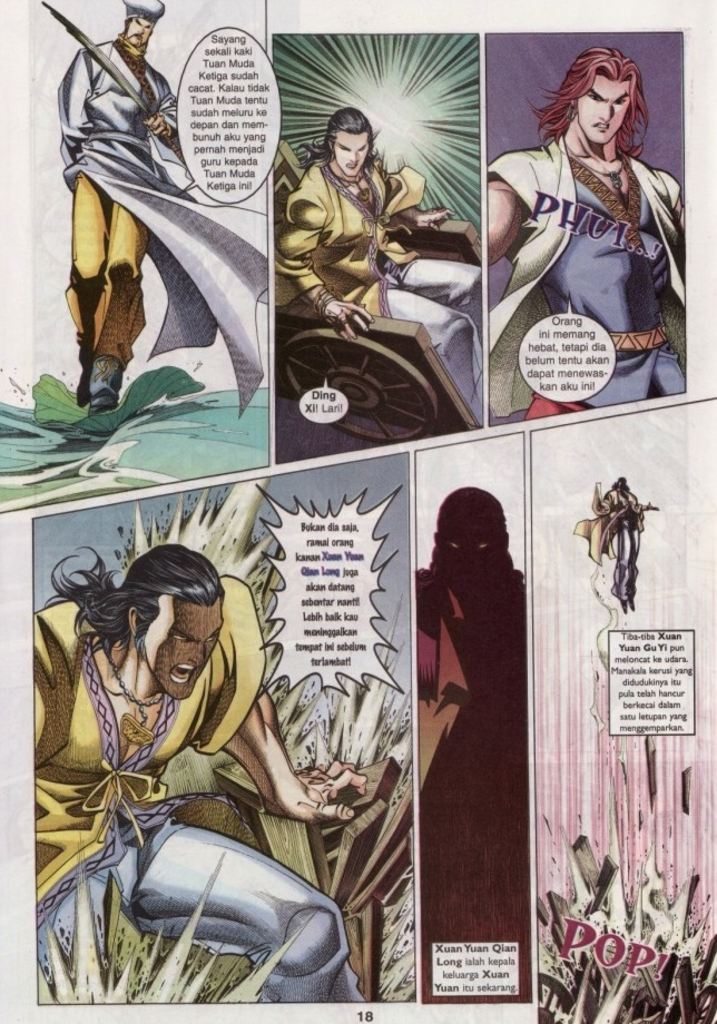 Sayang
sekali kaki
Tuan Muda
Ketiga sudah
cacat. Kalau tidak
Tuan Muda tentu
sudah meluru ke
depan dan mem-
bunuh aku yang
pernah menjadi
guru kepada
Tuan Muda
Ketiga ini!
Ding
Xi! Lari!
PHUI...!
Orang
ini memang
hebat, tetapi dia
belum tentu akan
dapat menewas-
kan aku ini!
Bukan dia saja,
ramai orang
kanan Xuan Yuan
Qian Long juga
akan datang
sebentar nanti!
Lebih baik kau
meninggalkan
tempat ini sebelum
terlambat!
Xuan Yuan Qian
Long ialah kepala
keluarga Xuan
Yuan itu sekarang.
Tiba-tiba Xuan
Yuan Gu Yi pun
meloncat ke udara.
Manakala kerusi yang
didudukinya itu
pula telah hancur
berkecai dalam
satu letupan yang
menggemparkan.
POP!
18